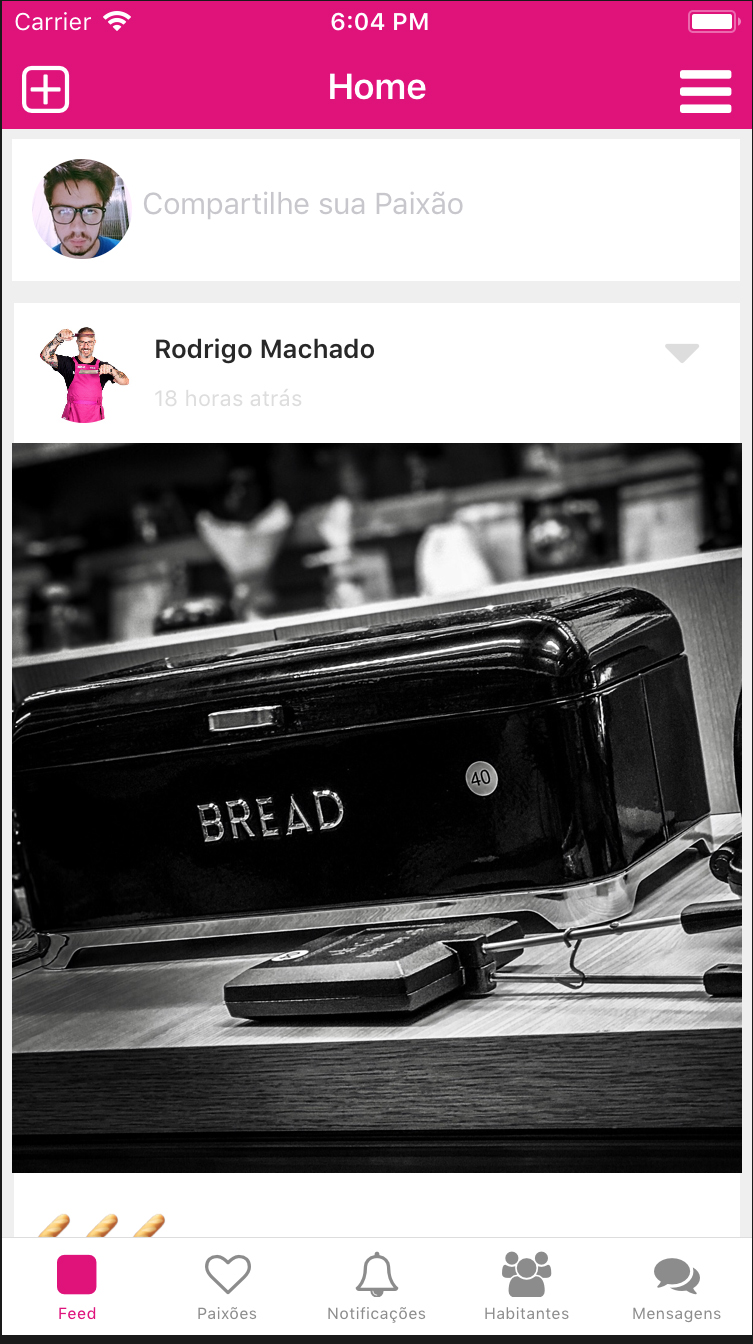 Carrier 6:04 PM
Home
Compartilhe sua Paixão
Rodrigo Machado
18 horas atrás
40
BREAD
Feed Paixões Notificações Habitantes Mensagens